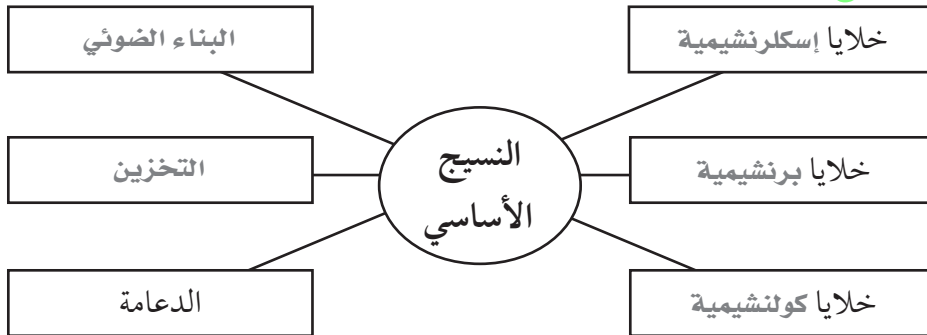 خلايا إسكلرنشيمية
البناء الضوئي
النسيج
الأساسي
خلايا برنشيمية
التخزين
خلايا كولنشيمية
الدعامة